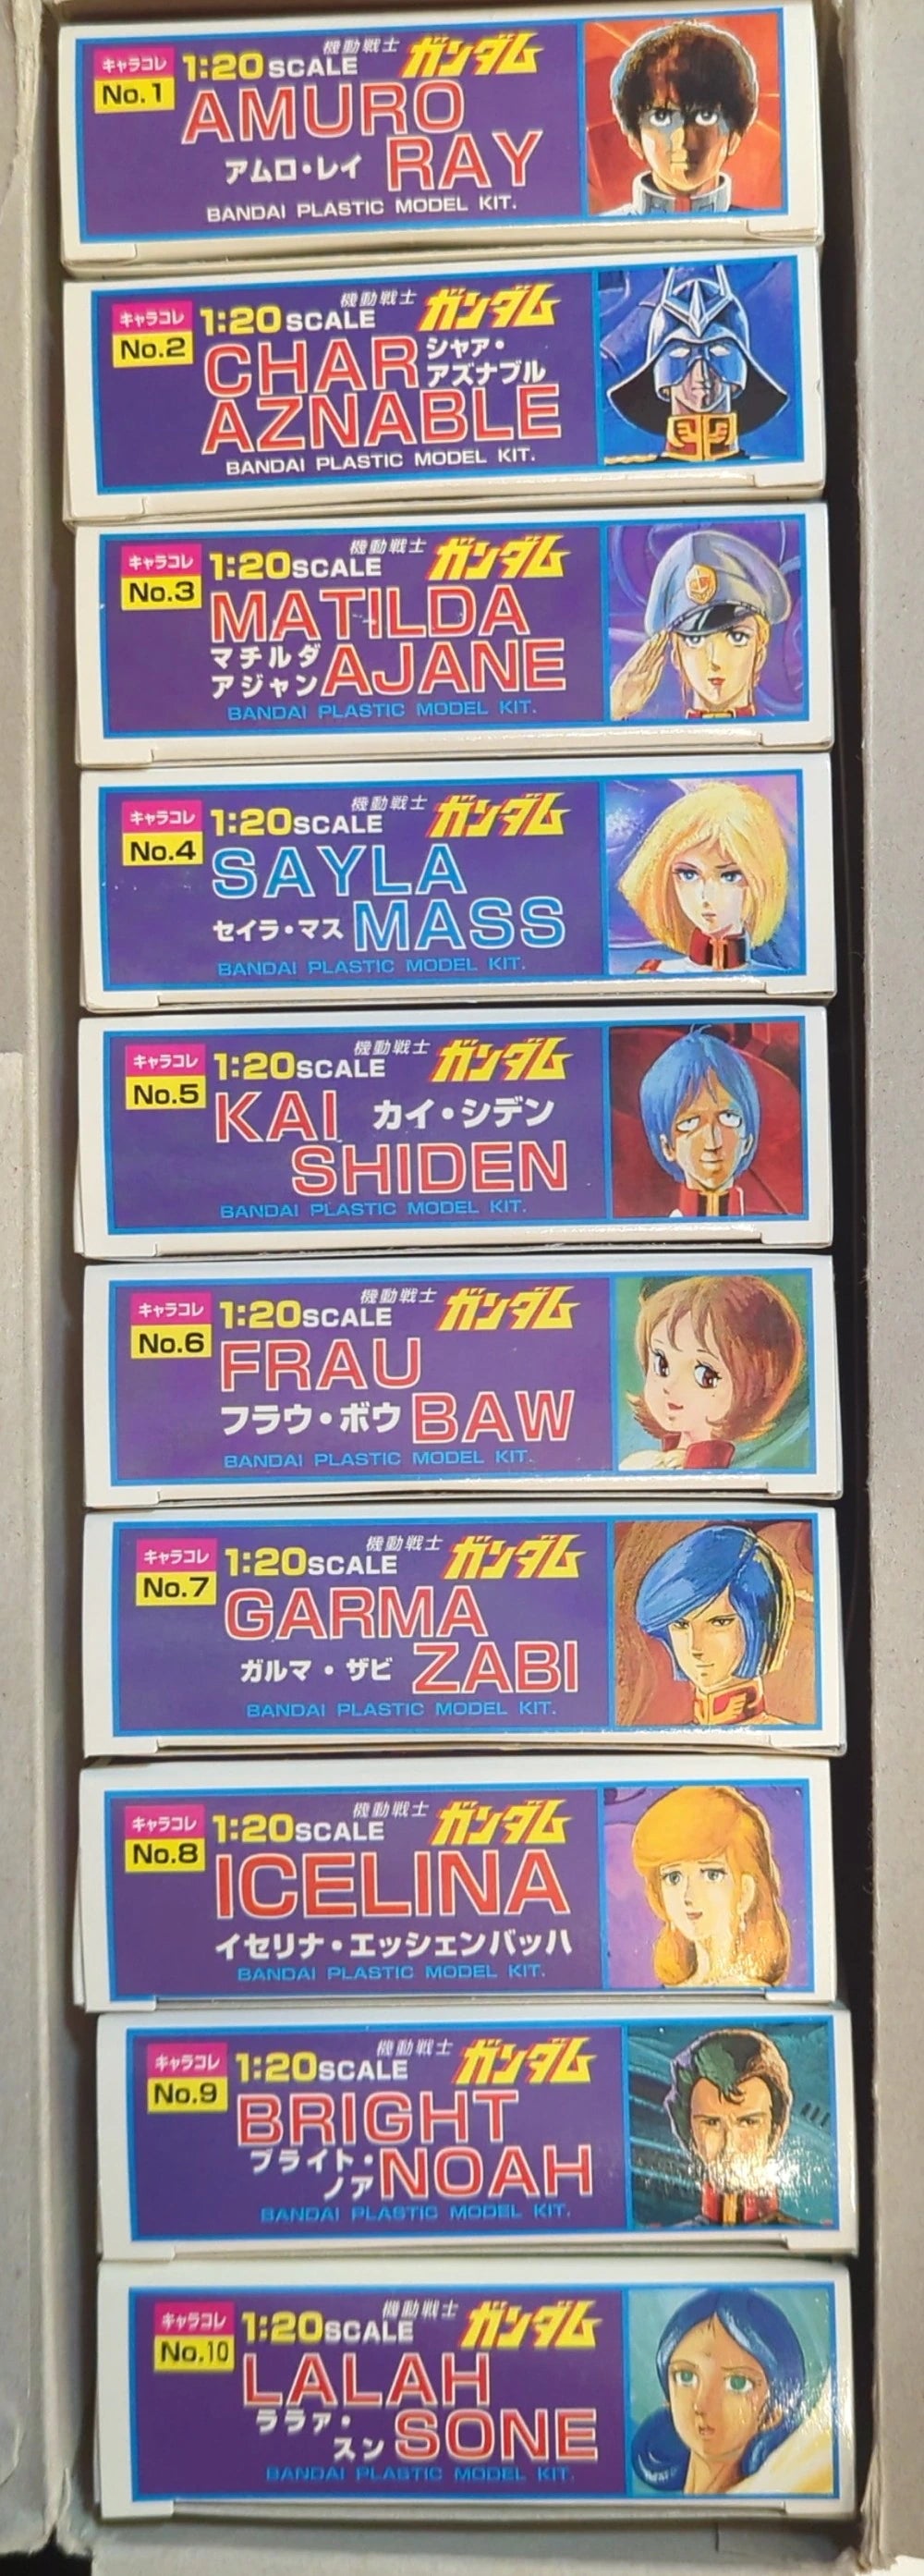 機動戦士
キャラコレ 1:20 SCALE ガンダム
No.1 AMURO
アムロ・レイ RAY
BANDAI PLASTIC MODEL KIT.
機動戦士
キャラコレ 1:20 SCALE ガンダム
No.2 CHAR シャア・
アズナブル
AZNABLE
BANDAI PLASTIC MODEL KIT.
機動戦士
キャラコレ 1:20SCALE ガンダム
No.3 MATILDA
マチルダ
アジャン AJANE
BANDAI PLASTIC MODEL KIT.
機動戦士
キャラコレ 1:20SCALE ガンダム
No.4 SAYLA
セイラ・マス MASS
BANDAI PLASTIC MODEL KIT.
機動戦士
キャラコレ 1:20SCALE ガンダム
No.5 KAI カイ・シデン
SHIDEN
BANDAI PLASTIC MODEL KIT.
機動戦士
キャラコレ 1:20SCALE ガンダム
No.6 FRAU
フラウ・ボウ BAW
BANDAI PLASTIC MODEL KIT.
機動戦士
キャラコレ 1:20SCALE ガンダム
No.7 GARMA
ガルマ・ザビ ZABI
BANDAI PLASTIC MODEL KIT.
機動戦士
キャラコレ 1:20SCALE ガンダム
No.8 ICELINA
イセリナ・エッシェンバッハ
BANDAI PLASTIC MODEL KIT.
機動戦士
キャラコレ 1:20SCALE ガンダム
No.9 BRIGHT
ブライト・
ノア NOAH
BANDAI PLASTIC MODEL KIT.
機動戦士
キャラコレ 1:20SCALE ガンダム
No.10 LALAH
ララァ・
スン SONE
BANDAI PLASTIC MODEL KIT.